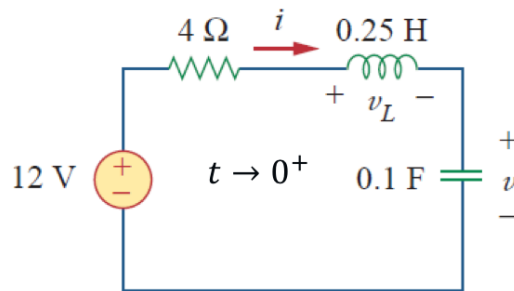 4 Ω
i
0.25 H
+ v_L −
12 V
+
−
t → 0⁺
0.1 F
+
v
−